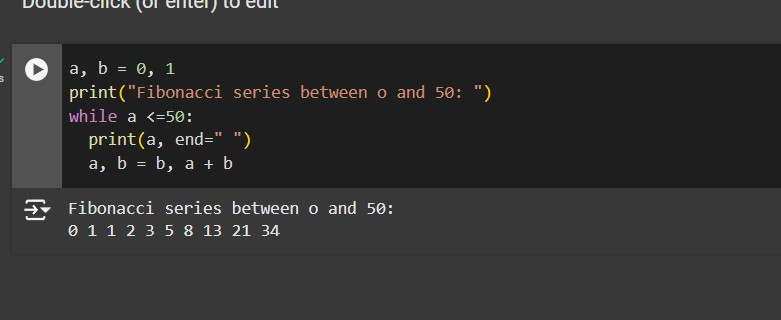 Double-click (or enter) to edit
s
a, b = 0, 1
print("Fibonacci series between o and 50: ")
while a <=50:
  print(a, end=" ")
  a, b = b, a + b
Fibonacci series between o and 50:
0 1 1 2 3 5 8 13 21 34